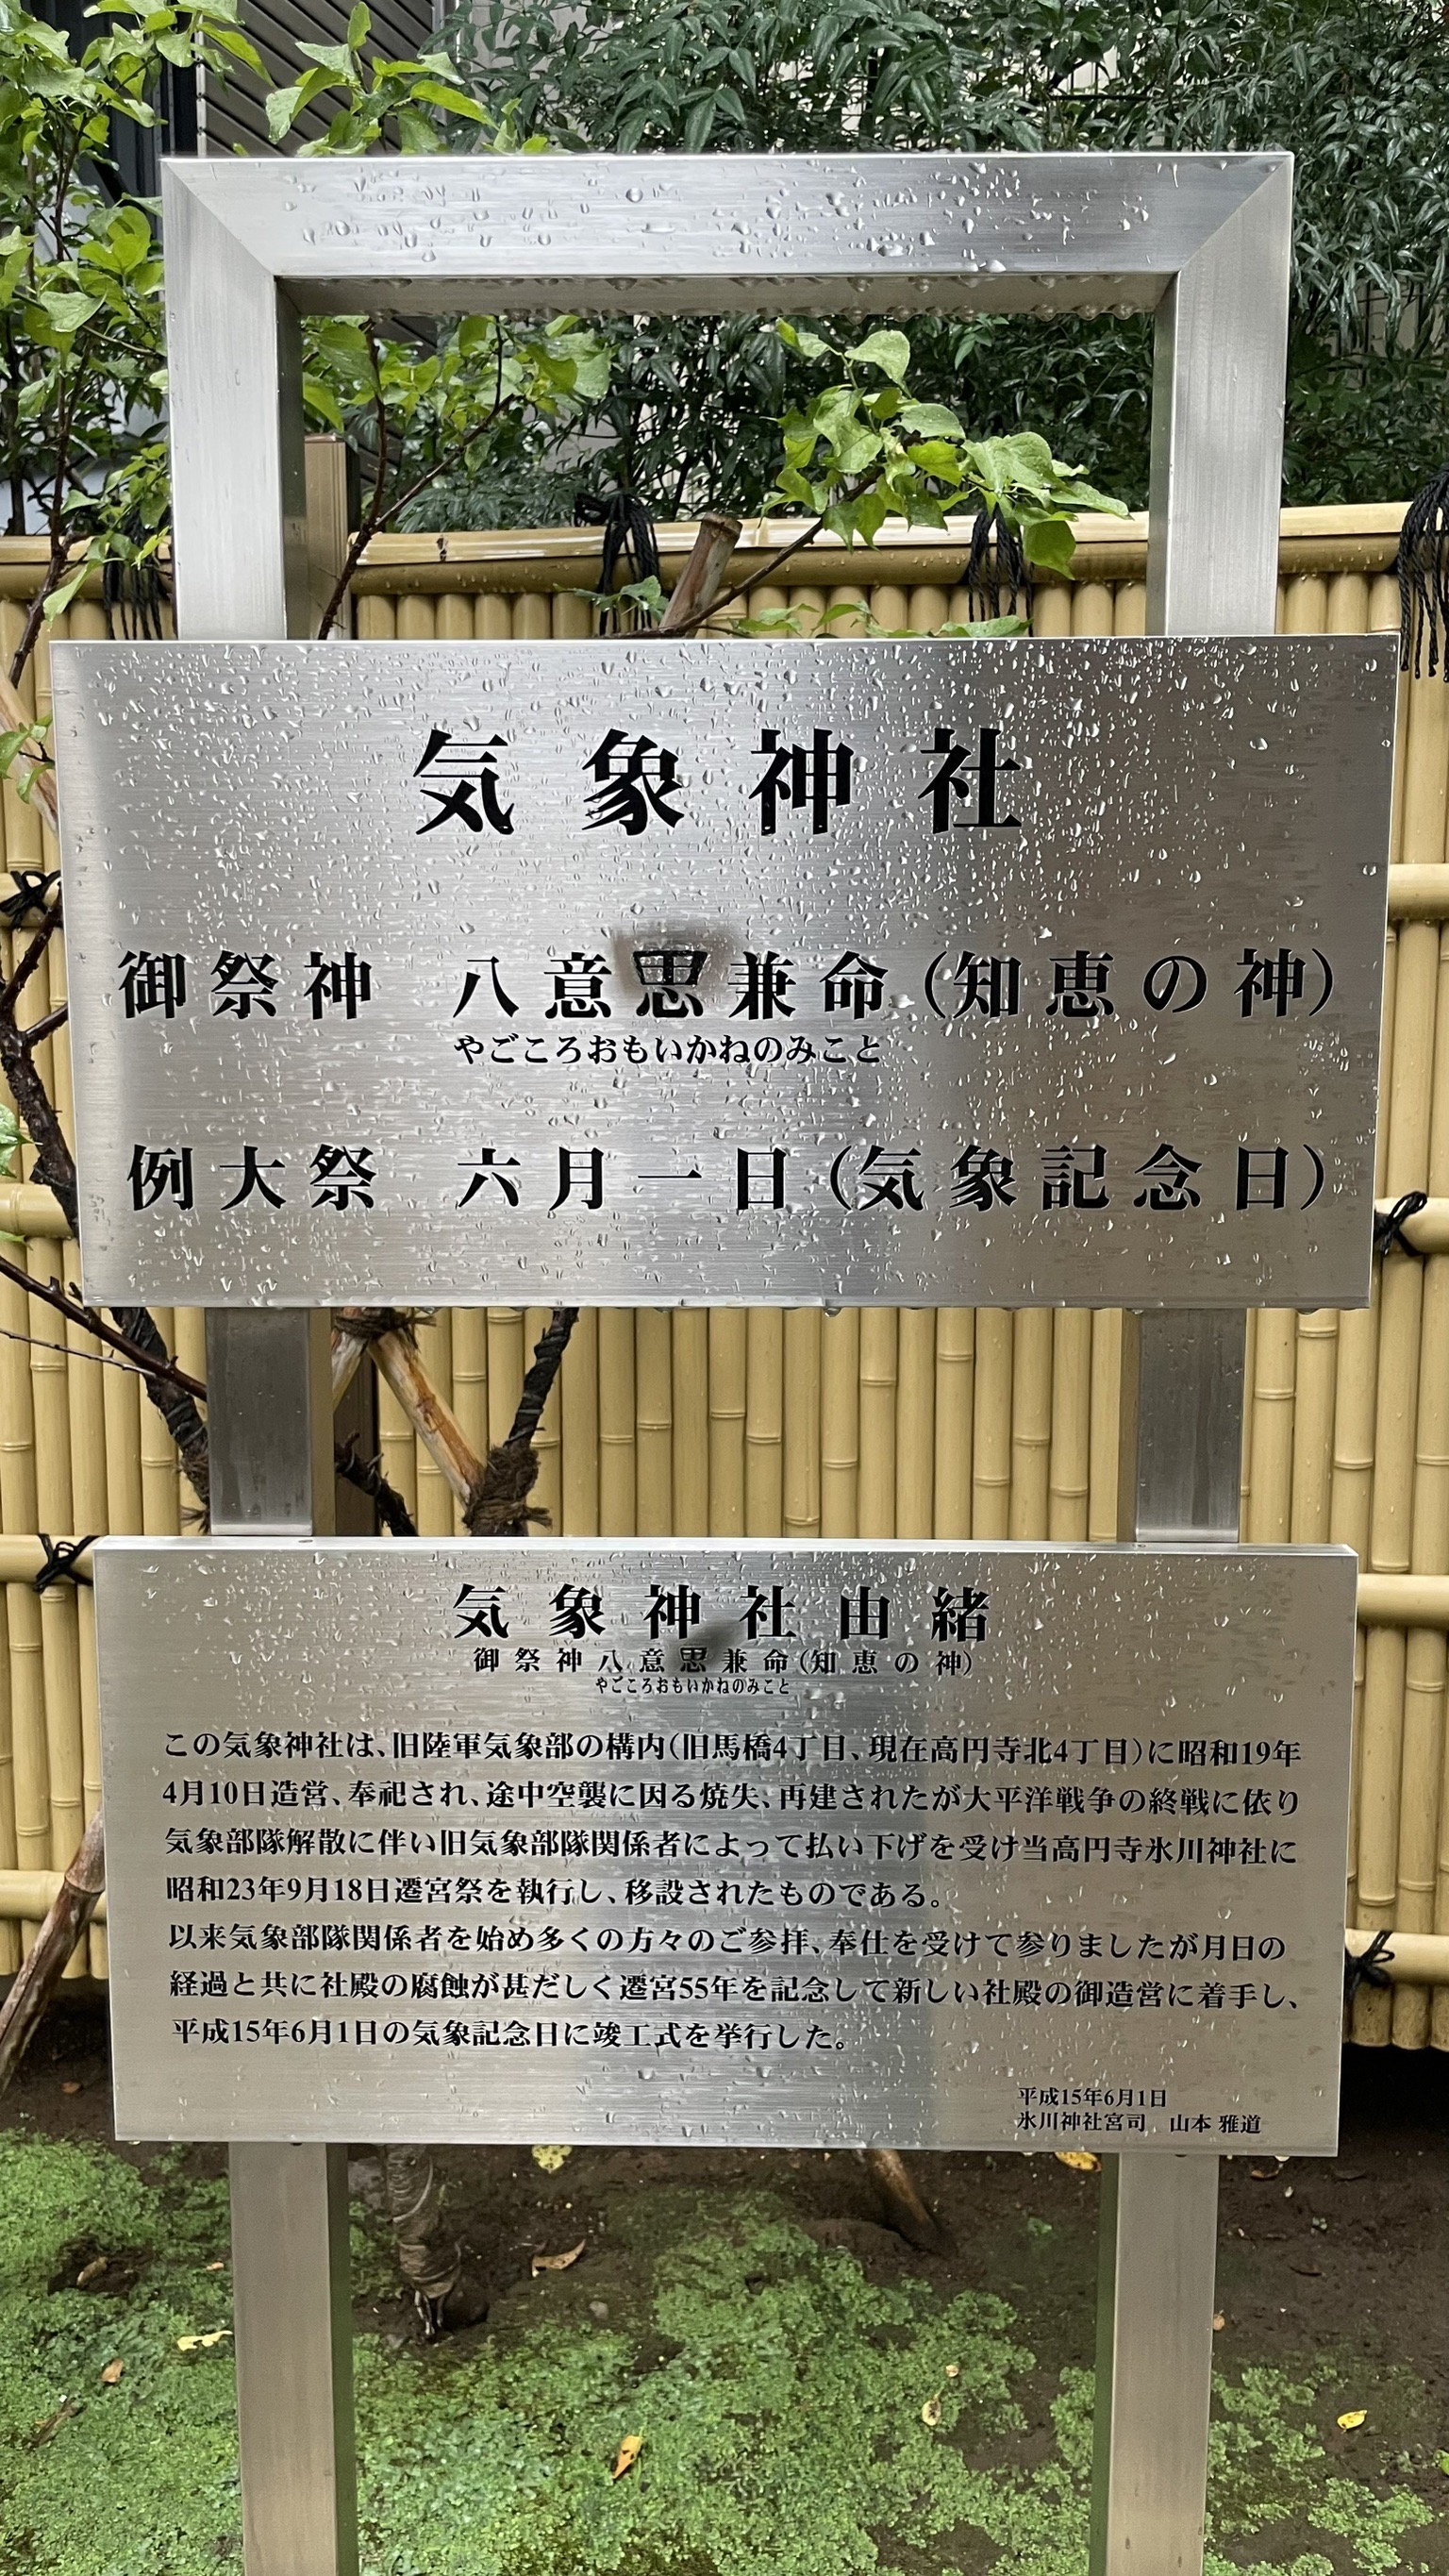 気象神社
御祭神 八意思兼命(知恵の神)
やごころおもいかねのみこと
例大祭 六月一日(気象記念日)
気象神社由緒
御祭神八意思兼命(知恵の神)
やごころおもいかねのみこと
この気象神社は、旧陸軍気象部の構内(旧馬橋4丁目、現在高円寺北4丁目)に昭和19年
4月10日造営、奉祀され、途中空襲に因る焼失、再建されたが大平洋戦争の終戦に依り
気象部隊解散に伴い旧気象部隊関係者によって払い下げを受け当高円寺氷川神社に
昭和23年9月18日遷宮祭を執行し、移設されたものである。
以来気象部隊関係者を始め多くの方々のご参拝、奉仕を受けて参りましたが月日の
経過と共に社殿の腐蝕が甚だしく遷宮55年を記念して新しい社殿の御造営に着手し、
平成15年6月1日の気象記念日に竣工式を挙行した。
平成15年6月1日
氷川神社宮司 山本 雅道